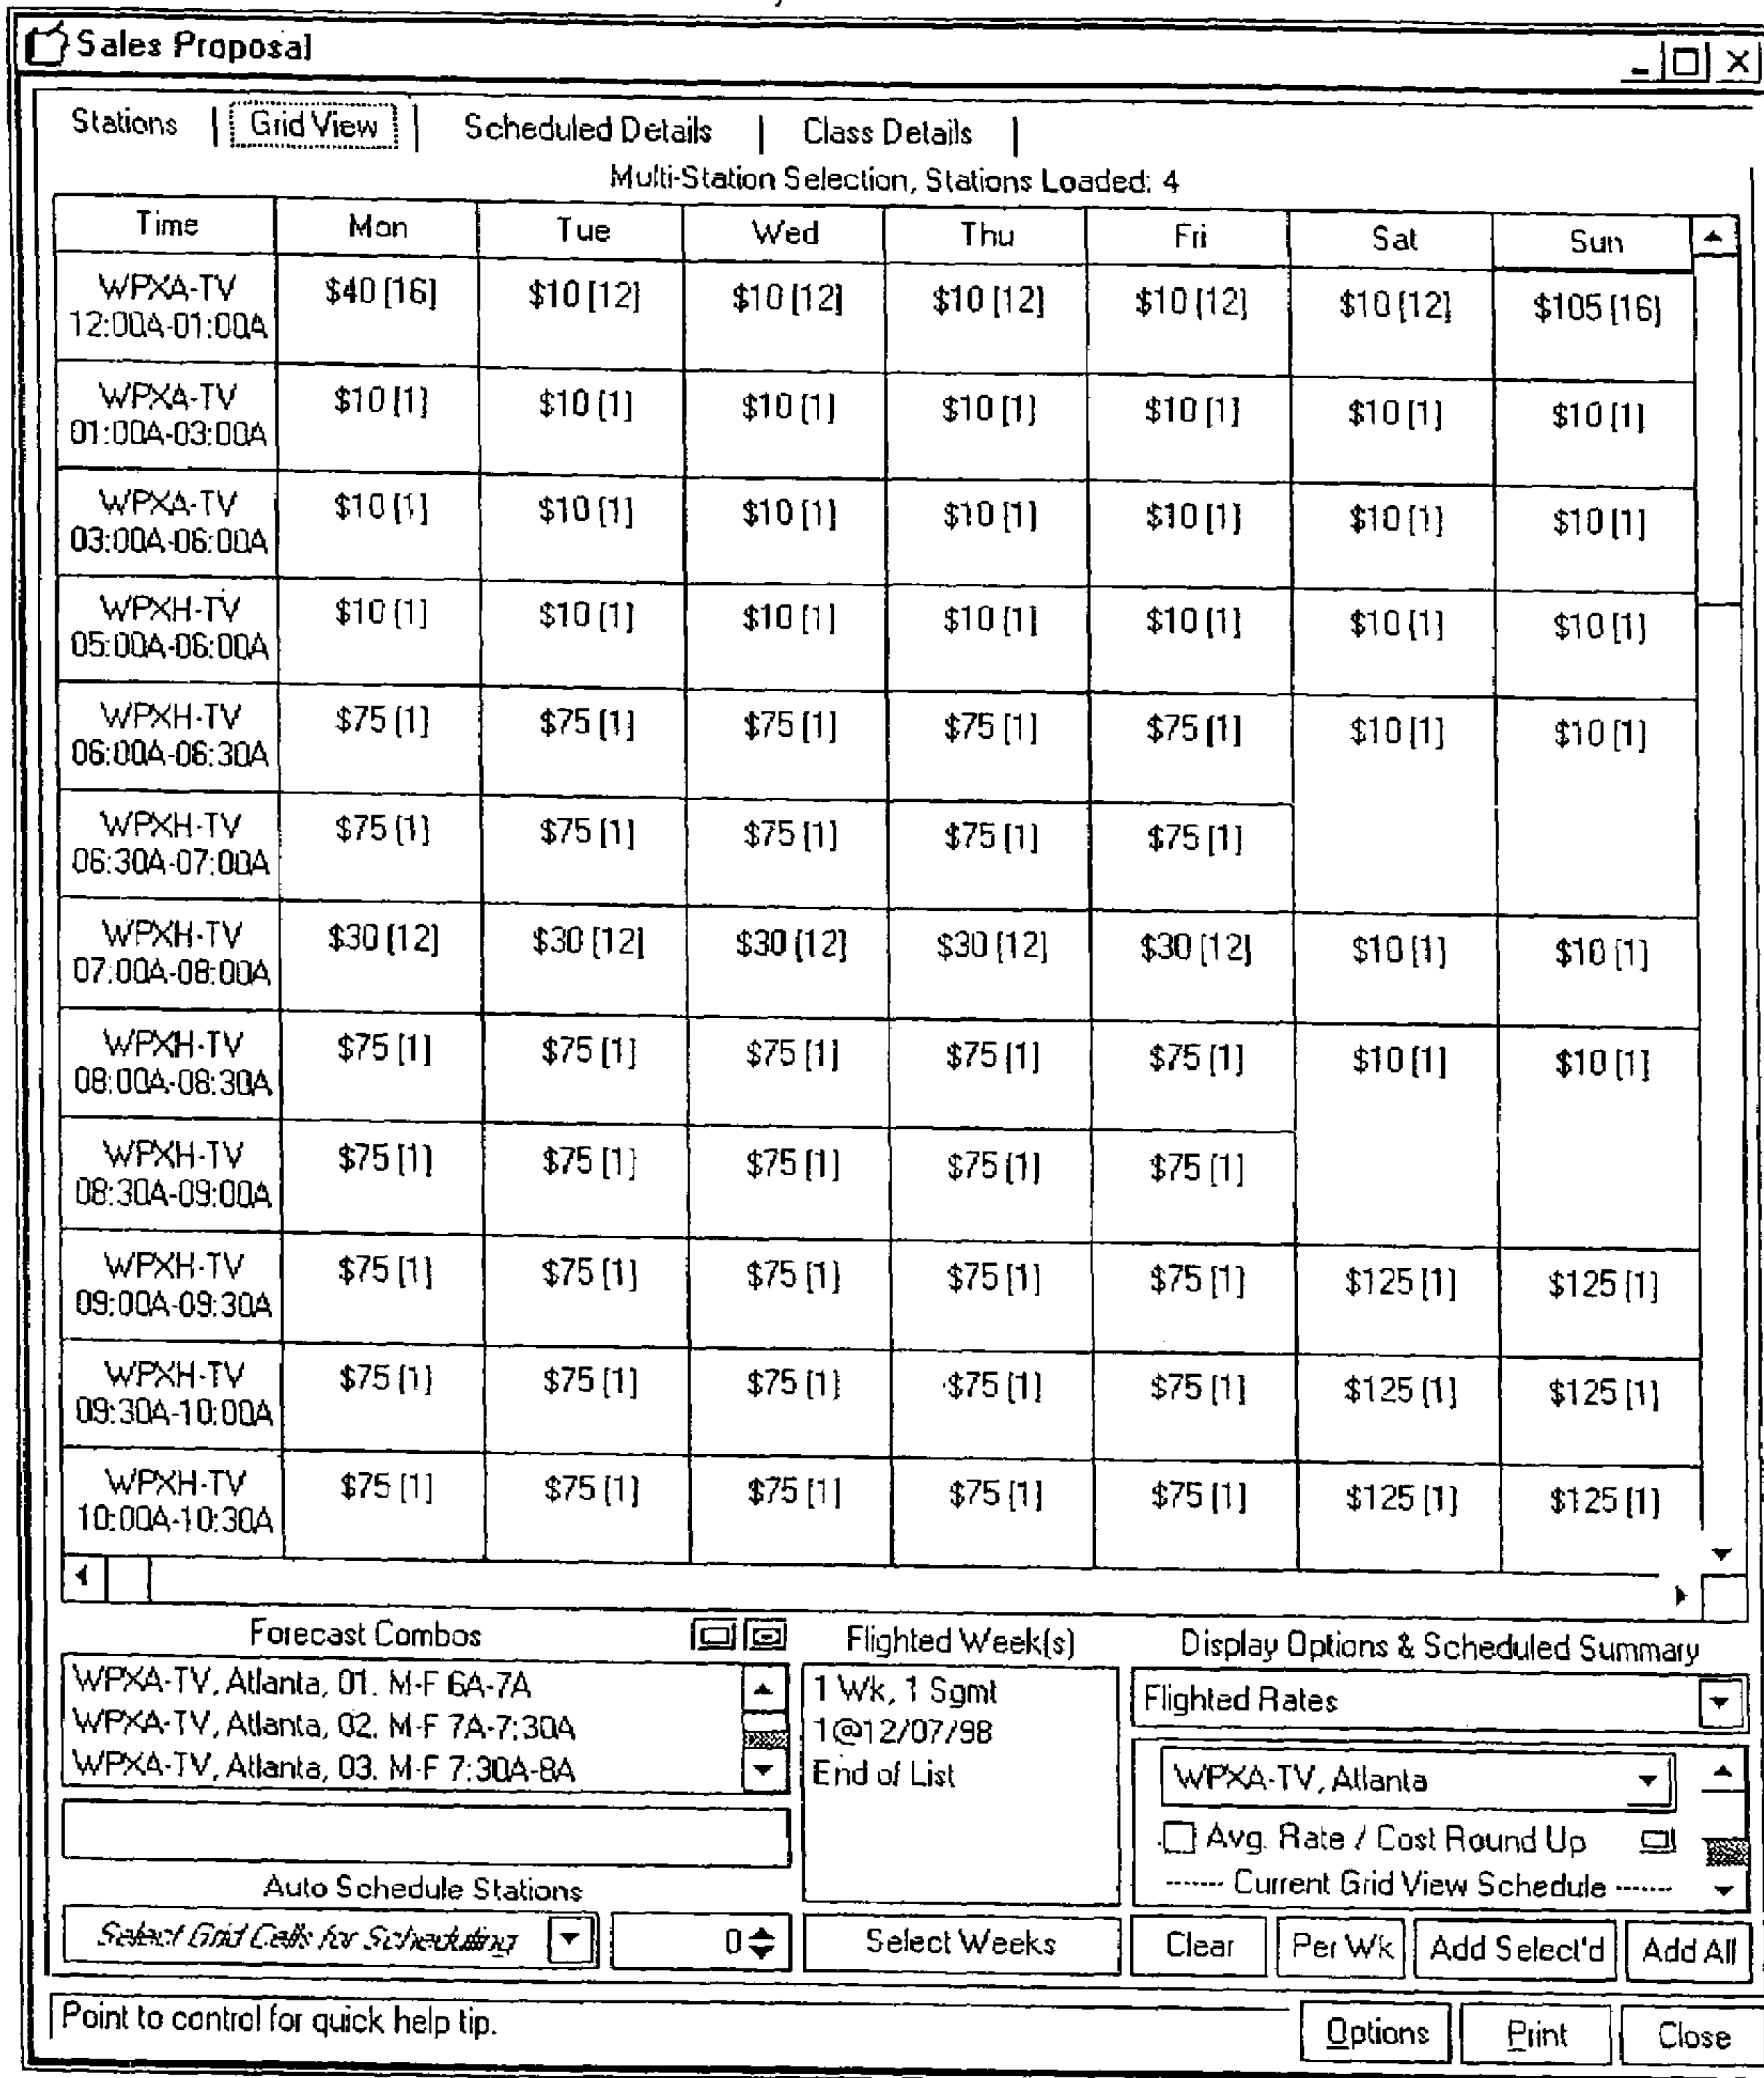 Sales Proposal
Stations | Grid View | Scheduled Details | Class Details |
Multi-Station Selection, Stations Loaded: 4
Time Mon Tue Wed Thu Fri Sat Sun
WPXA-TV
12:00A-01:00A $40 [16] $10 [12] $10 [12] $10 [12] $10 [12] $10 [12] $105 [16]
WPXA-TV
01:00A-03:00A $10 [1] $10 [1] $10 [1] $10 [1] $10 [1] $10 [1] $10 [1]
WPXA-TV
03:00A-06:00A $10 [1] $10 [1] $10 [1] $10 [1] $10 [1] $10 [1] $10 [1]
WPXH-TV
05:00A-06:00A $10 [1] $10 [1] $10 [1] $10 [1] $10 [1] $10 [1] $10 [1]
WPXH-TV
06:00A-06:30A $75 [1] $75 [1] $75 [1] $75 [1] $75 [1] $10 [1] $10 [1]
WPXH-TV
06:30A-07:00A $75 [1] $75 [1] $75 [1] $75 [1] $75 [1]
WPXH-TV
07:00A-08:00A $30 [12] $30 [12] $30 [12] $30 [12] $30 [12] $10 [1] $10 [1]
WPXH-TV
08:00A-08:30A $75 [1] $75 [1] $75 [1] $75 [1] $75 [1] $10 [1] $10 [1]
WPXH-TV
08:30A-09:00A $75 [1] $75 [1] $75 [1] $75 [1] $75 [1]
WPXH-TV
09:00A-09:30A $75 [1] $75 [1] $75 [1] $75 [1] $75 [1] $125 [1] $125 [1]
WPXH-TV
09:30A-10:00A $75 [1] $75 [1] $75 [1] $75 [1] $75 [1] $125 [1] $125 [1]
WPXH-TV
10:00A-10:30A $75 [1] $75 [1] $75 [1] $75 [1] $75 [1] $125 [1] $125 [1]
Forecast Combos
WPXA-TV, Atlanta, 01. M-F 6A-7A
WPXA-TV, Atlanta, 02. M-F 7A-7:30A
WPXA-TV, Atlanta, 03. M-F 7:30A-8A
Auto Schedule Stations
Select Grid Cells for Scheduling 0
Flighted Week(s)
1 Wk, 1 Sgmt
1@12/07/98
End of List
Select Weeks
Display Options & Scheduled Summary
Flighted Rates
WPXA-TV, Atlanta
Avg. Rate / Cost Round Up
------ Current Grid View Schedule ------
Clear Per Wk Add Select'd Add All
Point to control for quick help tip.
Options Print Close